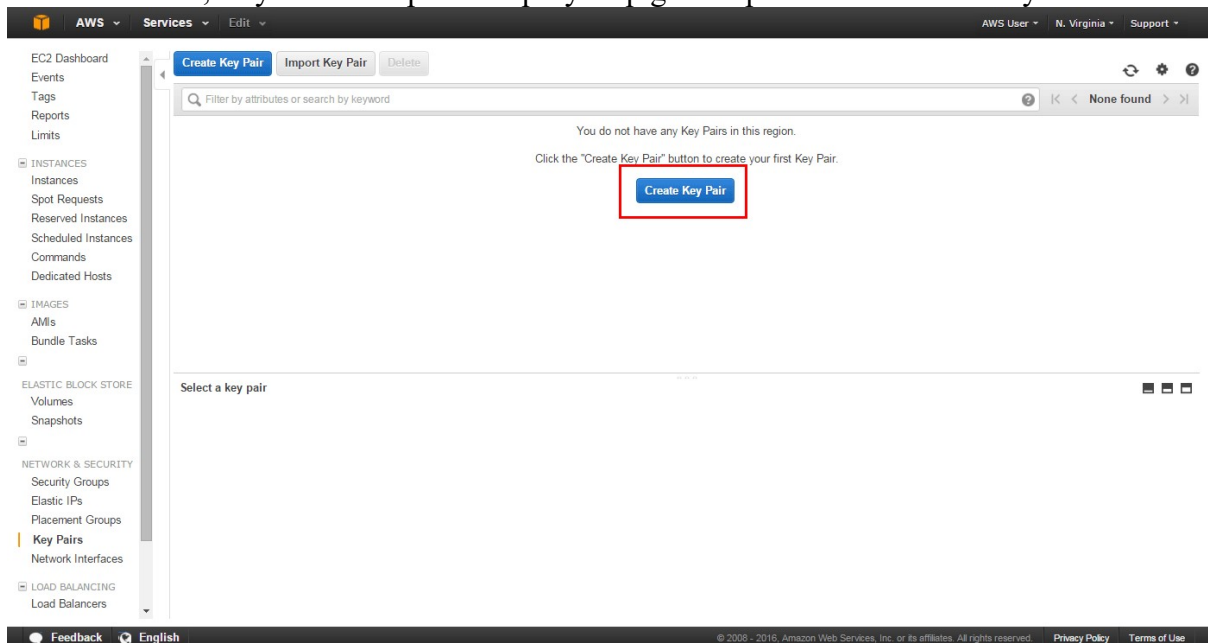 AWS Services Edit AWS User N. Virginia Support
EC2 Dashboard
Events
Tags
Reports
Limits
INSTANCES
Instances
Spot Requests
Reserved Instances
Scheduled Instances
Commands
Dedicated Hosts
IMAGES
AMIs
Bundle Tasks
ELASTIC BLOCK STORE
Volumes
Snapshots
NETWORK & SECURITY
Security Groups
Elastic IPs
Placement Groups
Key Pairs
Network Interfaces
LOAD BALANCING
Load Balancers
Create Key Pair Import Key Pair Delete
Filter by attributes or search by keyword None found
You do not have any Key Pairs in this region.
Click the "Create Key Pair" button to create your first Key Pair.
Create Key Pair
Select a key pair
Feedback English © 2008 - 2016, Amazon Web Services, Inc. or its affiliates. All rights reserved. Privacy Policy Terms of Use